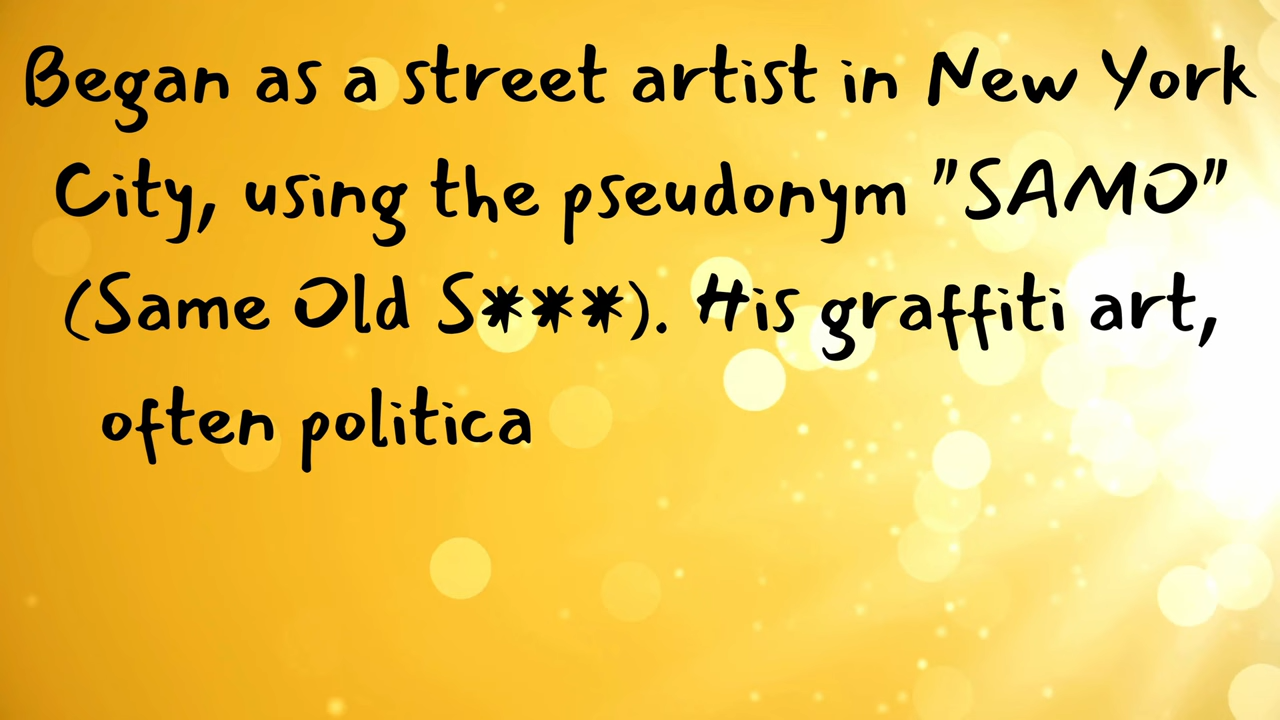 Began as a street artist in New York
City, using the pseudonym "SAMO"
(Same Old S***). His graffiti art,
often politica